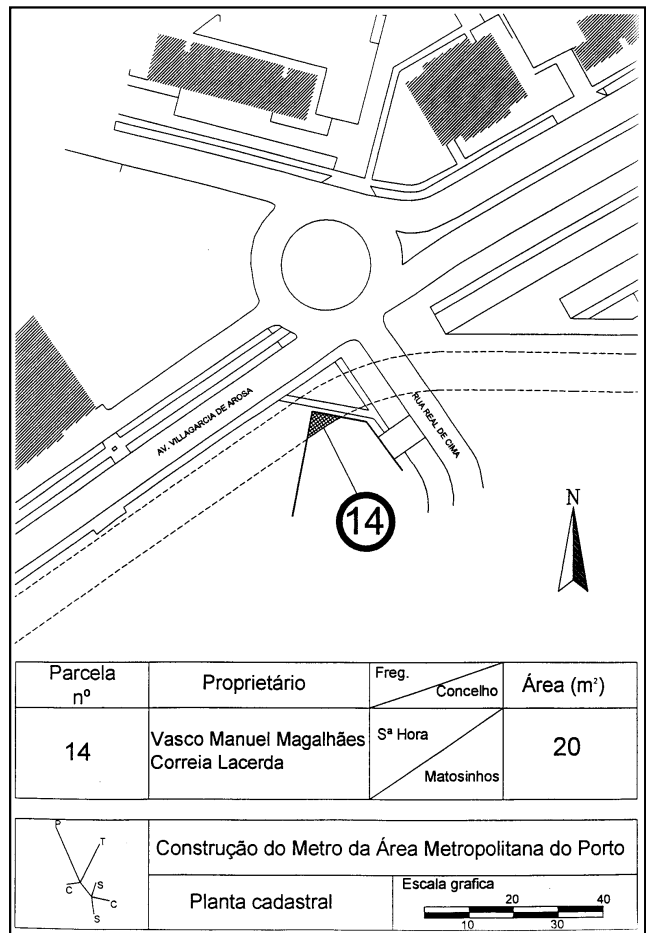 AV. VILLAGARCIA DE AROSA
RUA REAL DE CIMA
14
N
Parcela nº
Proprietário
Freg.
Concelho
Área (m²)
14
Vasco Manuel Magalhães
Correia Lacerda
Sª Hora
Matosinhos
20
P
T
C
S
C
S
Construção do Metro da Área Metropolitana do Porto
Planta cadastral
Escala grafica
20 40
10 30